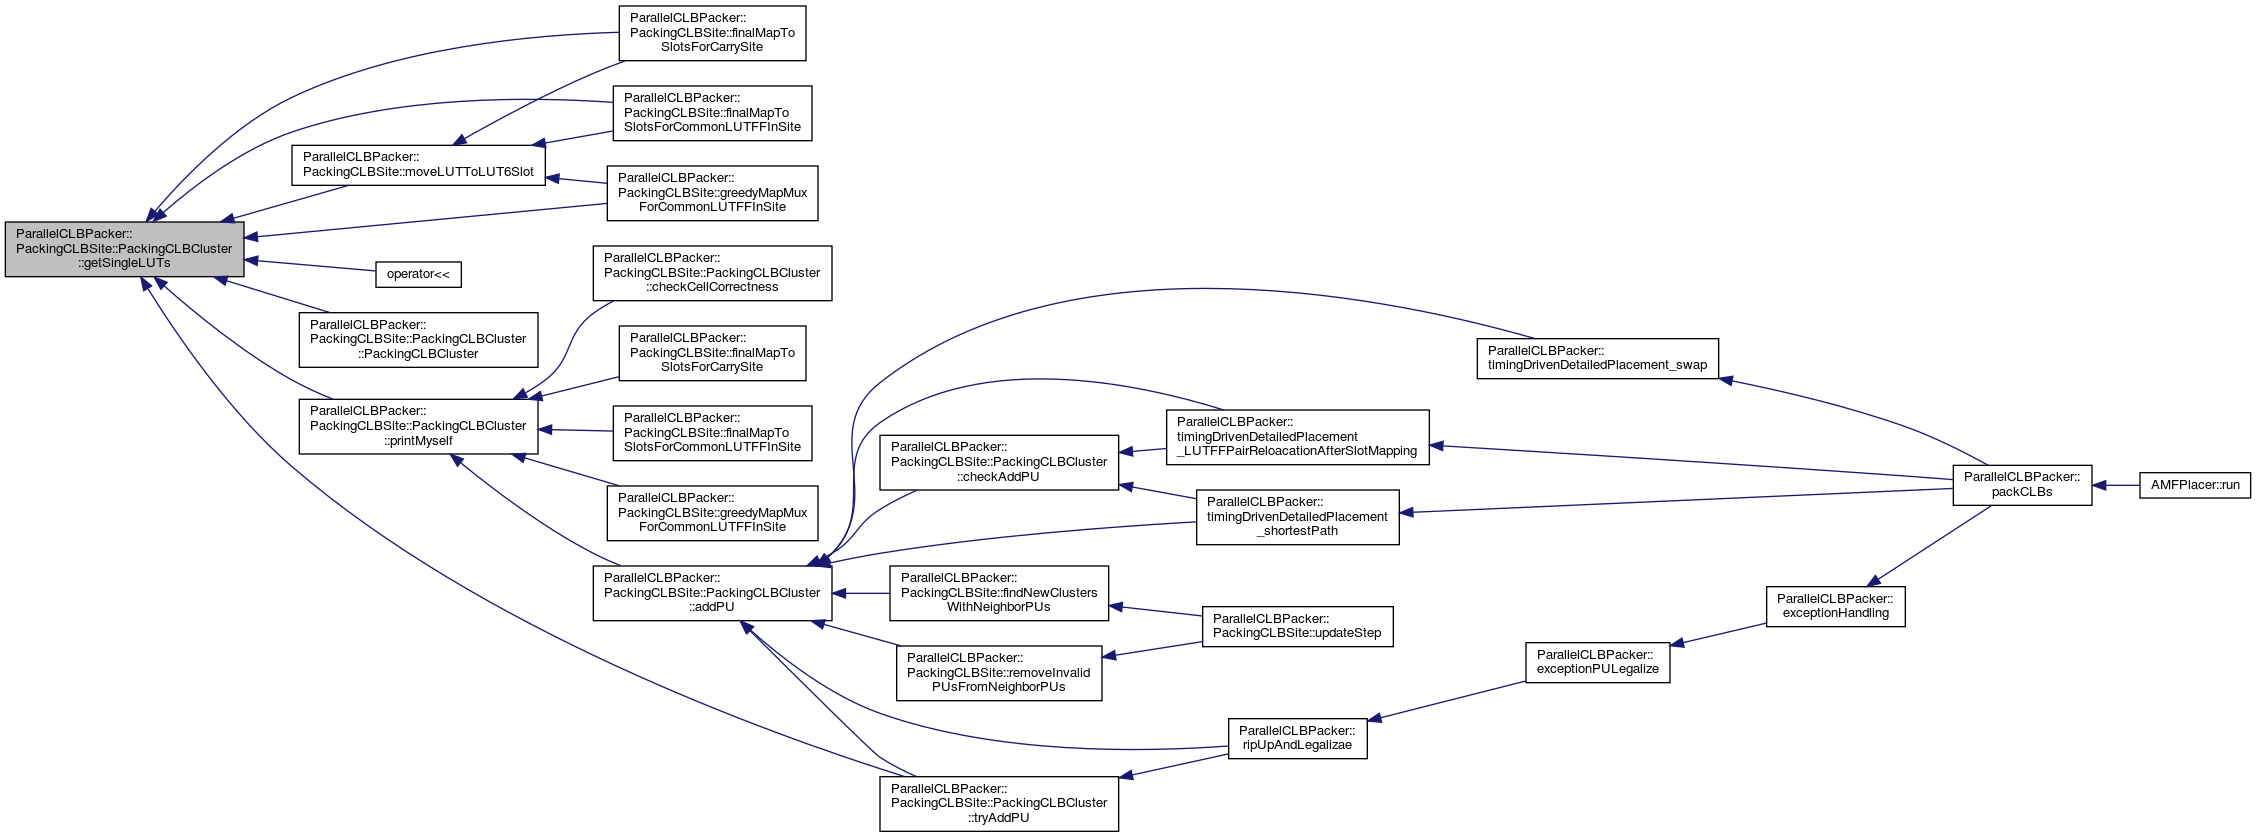 ParallelCLBPacker::
PackingCLBSite::finalMapTo
SlotsForCarrySite
ParallelCLBPacker::
PackingCLBSite::finalMapTo
SlotsForCommonLUTFFInSite
ParallelCLBPacker::
PackingCLBSite::moveLUTToLUT6Slot
ParallelCLBPacker::
PackingCLBSite::greedyMapMux
ForCommonLUTFFInSite
ParallelCLBPacker::
PackingCLBSite::PackingCLBCluster
::getSingleLUTs
operator<<
ParallelCLBPacker::
PackingCLBSite::PackingCLBCluster
::checkCellCorrectness
ParallelCLBPacker::
PackingCLBSite::PackingCLBCluster
::PackingCLBCluster
ParallelCLBPacker::
PackingCLBSite::finalMapTo
SlotsForCarrySite
ParallelCLBPacker::
timingDrivenDetailedPlacement_swap
ParallelCLBPacker::
PackingCLBSite::PackingCLBCluster
::printMyself
ParallelCLBPacker::
PackingCLBSite::finalMapTo
SlotsForCommonLUTFFInSite
ParallelCLBPacker::
timingDrivenDetailedPlacement
_LUTFFPairReloacationAfterSlotMapping
ParallelCLBPacker::
PackingCLBSite::PackingCLBCluster
::checkAddPU
ParallelCLBPacker::
packCLBs
AMFPlacer::run
ParallelCLBPacker::
PackingCLBSite::greedyMapMux
ForCommonLUTFFInSite
ParallelCLBPacker::
timingDrivenDetailedPlacement
_shortestPath
ParallelCLBPacker::
PackingCLBSite::PackingCLBCluster
::addPU
ParallelCLBPacker::
PackingCLBSite::findNewClusters
WithNeighborPUs
ParallelCLBPacker::
exceptionHandling
ParallelCLBPacker::
PackingCLBSite::updateStep
ParallelCLBPacker::
PackingCLBSite::removeInvalid
PUsFromNeighborPUs
ParallelCLBPacker::
exceptionPULegalize
ParallelCLBPacker::
ripUpAndLegalizae
ParallelCLBPacker::
PackingCLBSite::PackingCLBCluster
::tryAddPU